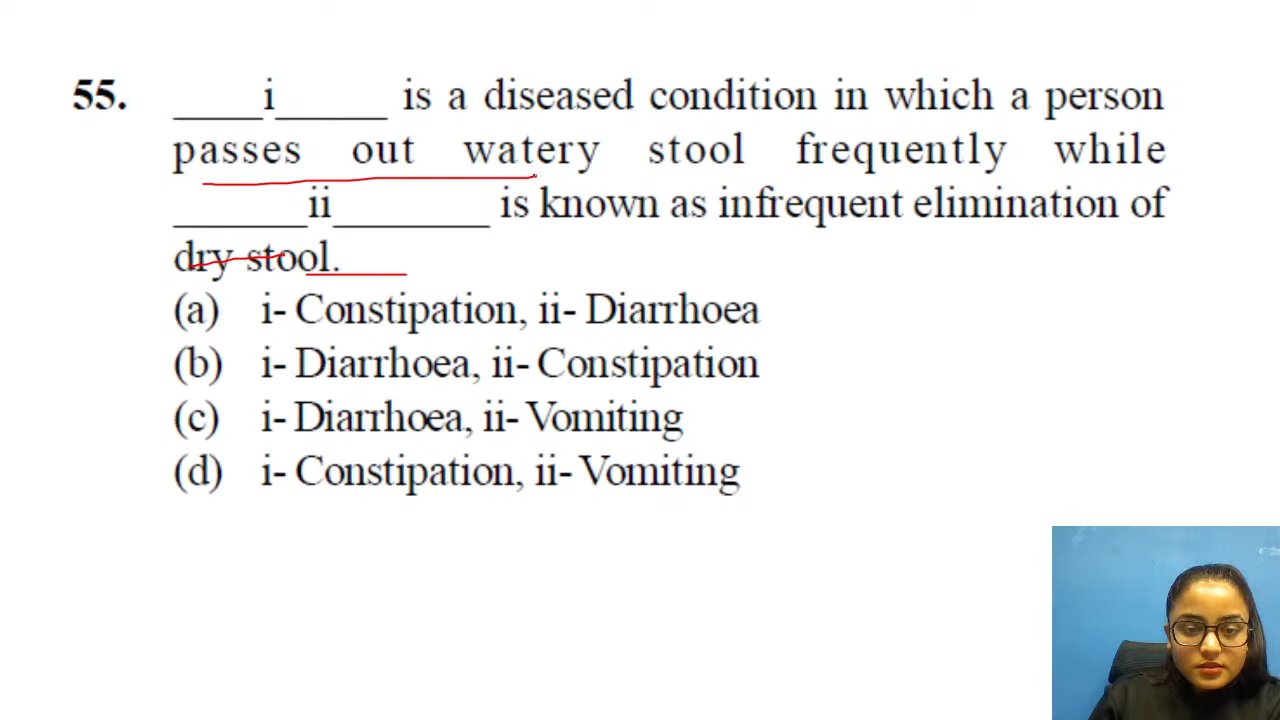 55. ____i_____ is a diseased condition in which a person
passes out watery stool frequently while
______ii_______ is known as infrequent elimination of
dry stool.
(a) i- Constipation, ii- Diarrhoea
(b) i- Diarrhoea, ii- Constipation
(c) i- Diarrhoea, ii- Vomiting
(d) i- Constipation, ii- Vomiting